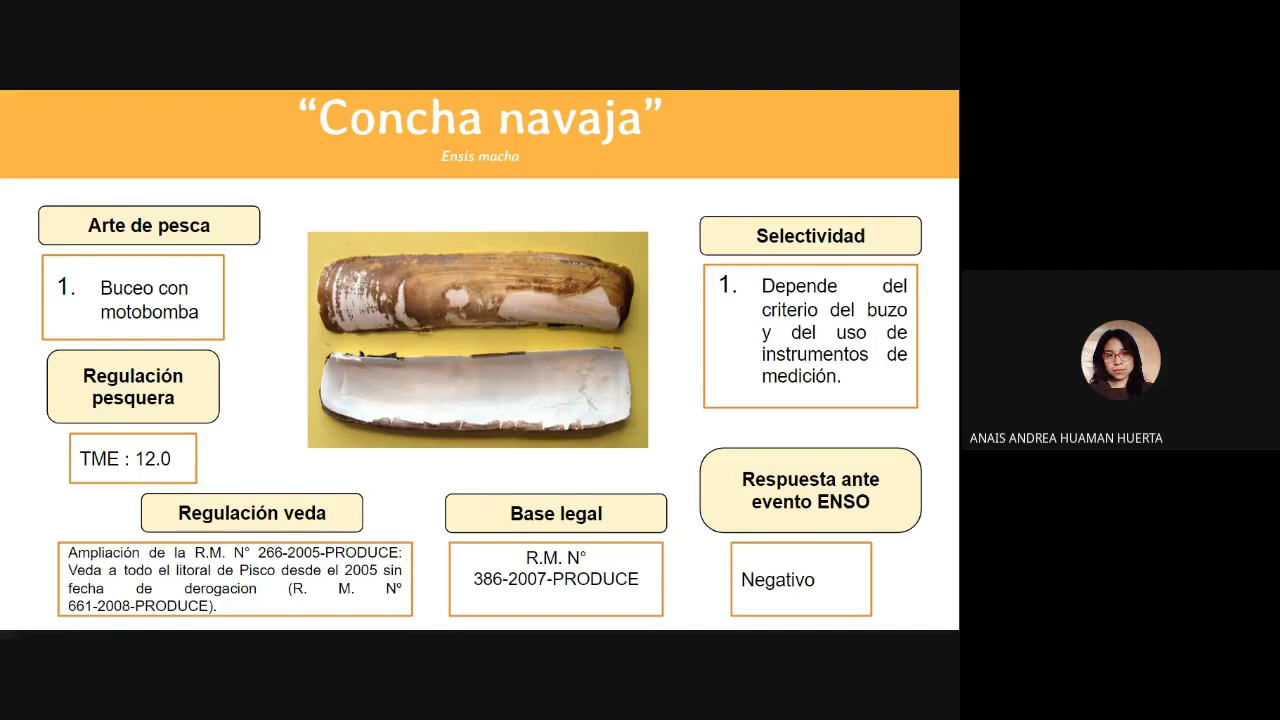 “Concha navaja”
Ensis macha
Arte de pesca
1. Buceo con
motobomba
Regulación
pesquera
TME : 12.0
Regulación veda
Ampliación de la R.M. N° 266-2005-PRODUCE:
Veda a todo el litoral de Pisco desde el 2005 sin
fecha de derogacion (R. M. Nº
661-2008-PRODUCE).
Base legal
R.M. N°
386-2007-PRODUCE
Selectividad
1. Depende del
criterio del buzo
y del uso de
instrumentos de
medición.
Respuesta ante
evento ENSO
Negativo
ANAIS ANDREA HUAMAN HUERTA